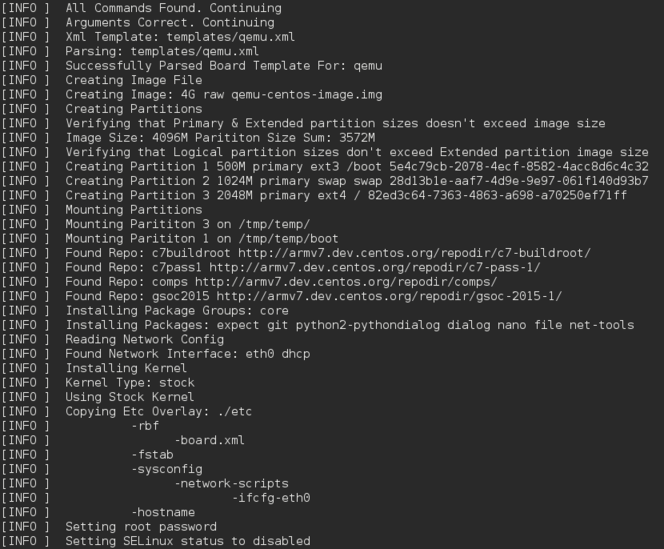 [INFO ]  All Commands Found. Continuing
[INFO ]  Arguments Correct. Continuing
[INFO ]  Xml Template: templates/qemu.xml
[INFO ]  Parsing: templates/qemu.xml
[INFO ]  Successfully Parsed Board Template For: qemu
[INFO ]  Creating Image File
[INFO ]  Creating Image: 4G raw qemu-centos-image.img
[INFO ]  Creating Partitions
[INFO ]  Verifying that Primary & Extended partition sizes doesn't exceed image size
[INFO ]  Image Size: 4096M Parititon Size Sum: 3572M
[INFO ]  Verifying that Logical partition sizes don't exceed Extended partition image size
[INFO ]  Creating Partition 1 500M primary ext3 /boot 5e4c79cb-2078-4ecf-8582-4acc8d6c4c32
[INFO ]  Creating Partition 2 1024M primary swap swap 28d13b1e-aaf7-4d9e-9e97-061f140d93b7
[INFO ]  Creating Partition 3 2048M primary ext4 / 82ed3c64-7363-4863-a698-a70250ef71ff
[INFO ]  Mounting Partitions
[INFO ]  Mounting Parititon 3 on /tmp/temp/
[INFO ]  Mounting Parititon 1 on /tmp/temp/boot
[INFO ]  Found Repo: c7buildroot http://armv7.dev.centos.org/repodir/c7-buildroot/
[INFO ]  Found Repo: c7pass1 http://armv7.dev.centos.org/repodir/c7-pass-1/
[INFO ]  Found Repo: comps http://armv7.dev.centos.org/repodir/comps/
[INFO ]  Found Repo: gsoc2015 http://armv7.dev.centos.org/repodir/gsoc-2015-1/
[INFO ]  Installing Package Groups: core
[INFO ]  Installing Packages: expect git python2-pythondialog dialog nano file net-tools
[INFO ]  Reading Network Config
[INFO ]  Found Network Interface: eth0 dhcp
[INFO ]  Installing Kernel
[INFO ]  Kernel Type: stock
[INFO ]  Using Stock Kernel
[INFO ]  Copying Etc Overlay: ./etc
[INFO ]          -rbf
[INFO ]                  -board.xml
[INFO ]          -fstab
[INFO ]          -sysconfig
[INFO ]                  -network-scripts
[INFO ]                          -ifcfg-eth0
[INFO ]          -hostname
[INFO ]  Setting root password
[INFO ]  Setting SELinux status to disabled